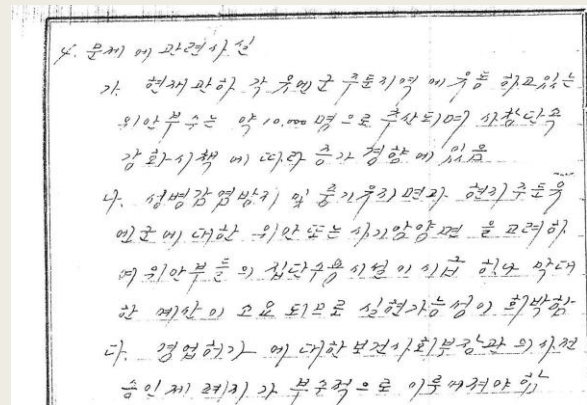 4. 문제에 관련사실
가. 현재 관하 각 유엔군 주둔지역에 유동하고 있는
위안부수는 약 10,000명으로 추산되며 사창단속
강화시책에 따라 증가 경향에 있음
나. 성병감염방지 및 풍기유지면과 현지 주둔유
엔군에 대한 위안 또는 사기앙양면을 고려하
여 위안부들의 집단수용시설이 시급하나 막대
한 예산이 소요되므로 실현가능성이 희박함
다. 경업허가에 대한 보건사회부장관의 사전
승인제 폐지가 부수적으로 이루어져야 함